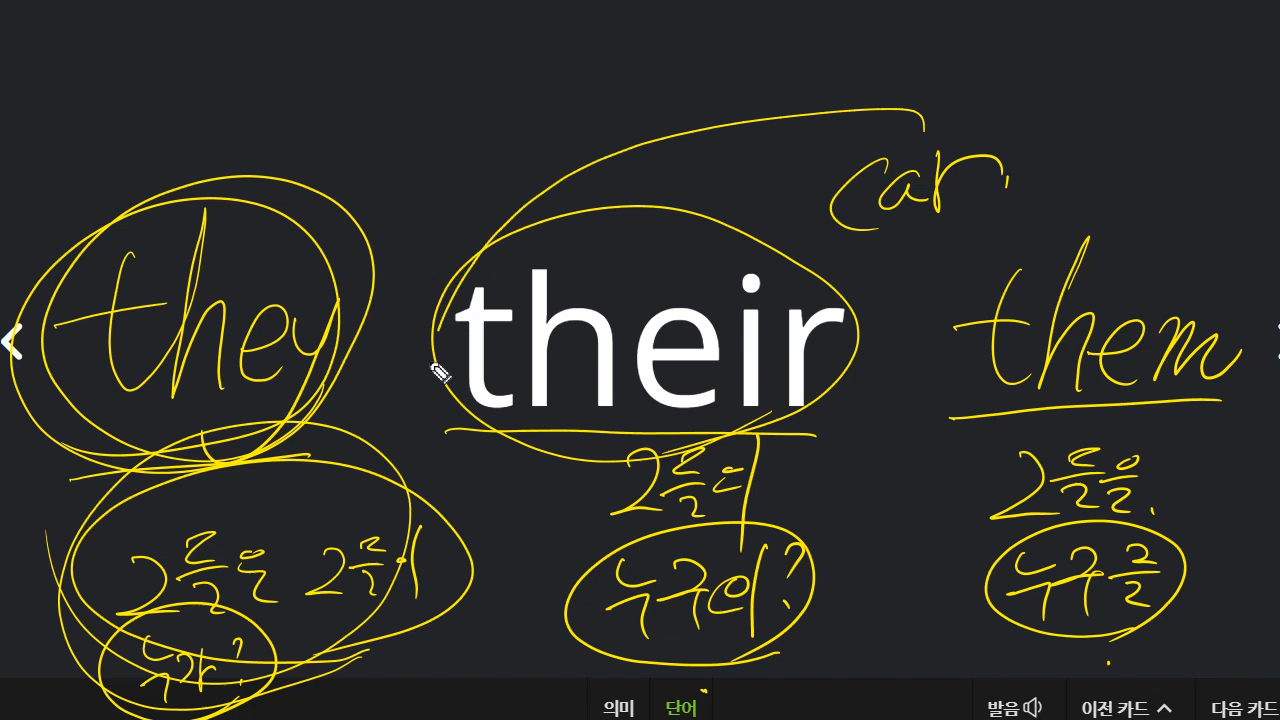 car
they their them
그들은 그들이 그들의 그들을
누가? 누구의? 누구를
의미 단어 발음 이전 카드 다음 카드